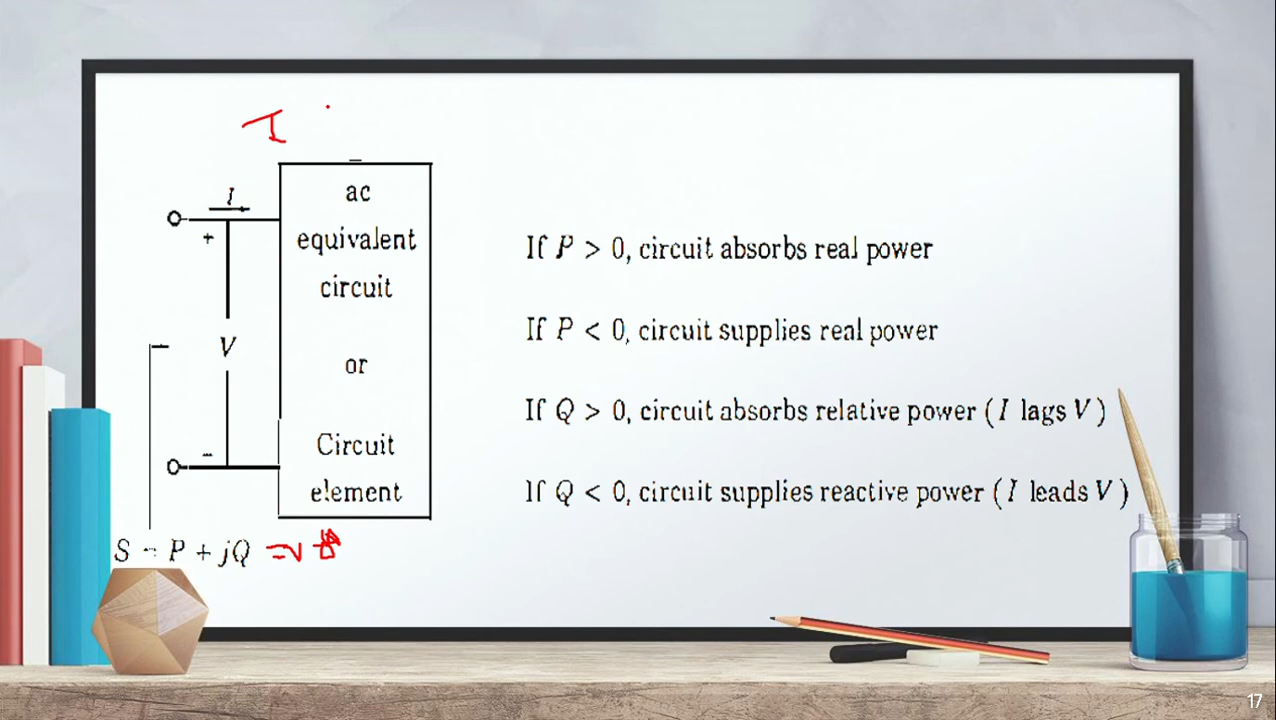 I
I
ac
+
equivalent
circuit
V
or
Circuit
−
element
S = P + jQ = V
If P > 0, circuit absorbs real power
If P < 0, circuit supplies real power
If Q > 0, circuit absorbs relative power (I lags V)
If Q < 0, circuit supplies reactive power (I leads V)
17